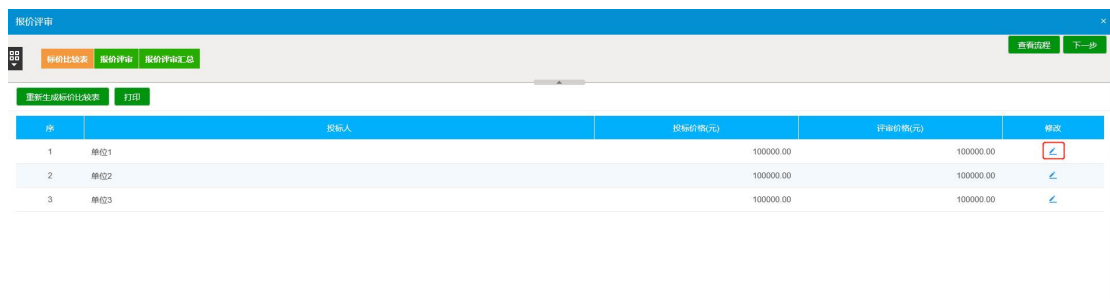 报价评审 ×
查看流程 下一步
标价比较表 报价评审 报价评审汇总
重新生成标价比较表 打印
序 投标人 投标价格(元) 评审价格(元) 修改
1 单位1 100000.00 100000.00
2 单位2 100000.00 100000.00
3 单位3 100000.00 100000.00